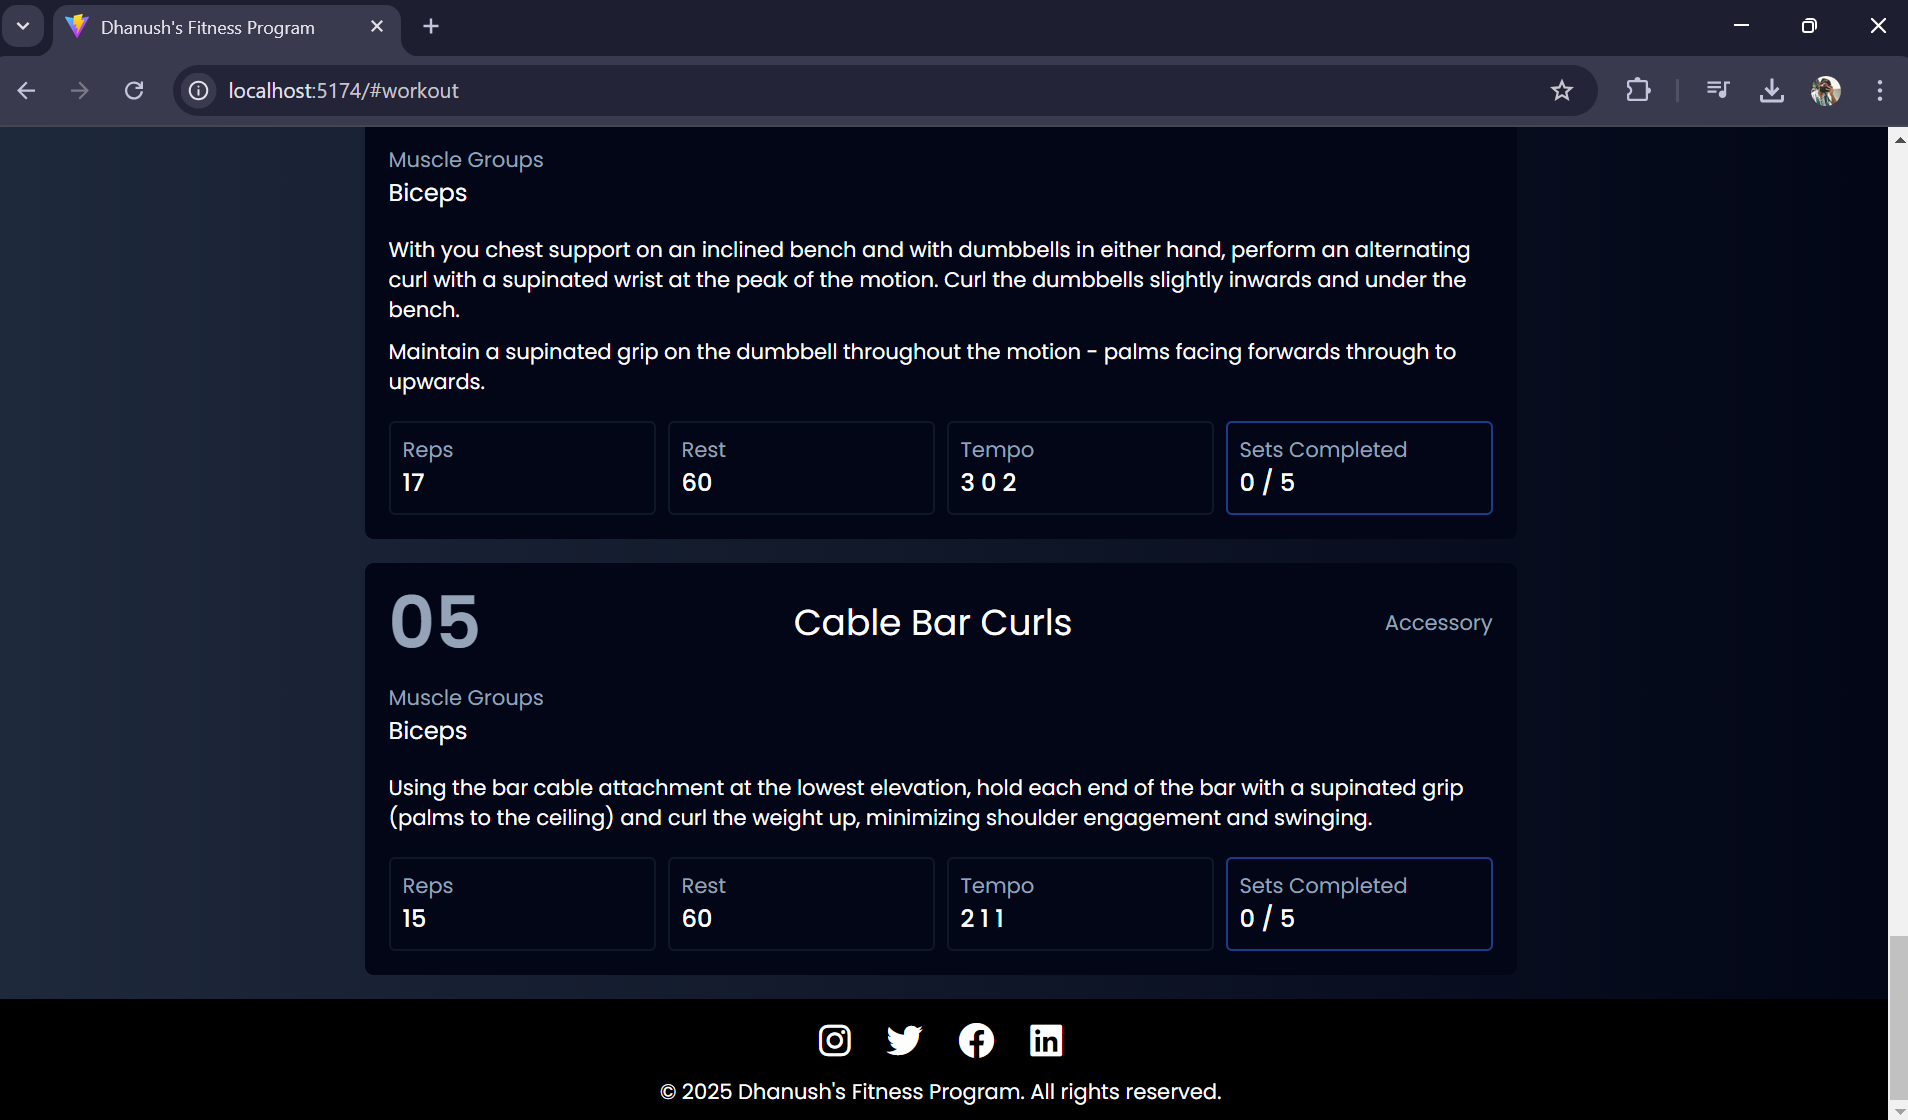 Dhanush's Fitness Program
localhost:5174/#workout
Muscle Groups
Biceps
With you chest support on an inclined bench and with dumbbells in either hand, perform an alternating
curl with a supinated wrist at the peak of the motion. Curl the dumbbells slightly inwards and under the
bench.
Maintain a supinated grip on the dumbbell throughout the motion - palms facing forwards through to
upwards.
Reps
17
Rest
60
Tempo
3 0 2
Sets Completed
0 / 5
05
Cable Bar Curls
Accessory
Muscle Groups
Biceps
Using the bar cable attachment at the lowest elevation, hold each end of the bar with a supinated grip
(palms to the ceiling) and curl the weight up, minimizing shoulder engagement and swinging.
Reps
15
Rest
60
Tempo
2 1 1
Sets Completed
0 / 5
© 2025 Dhanush's Fitness Program. All rights reserved.